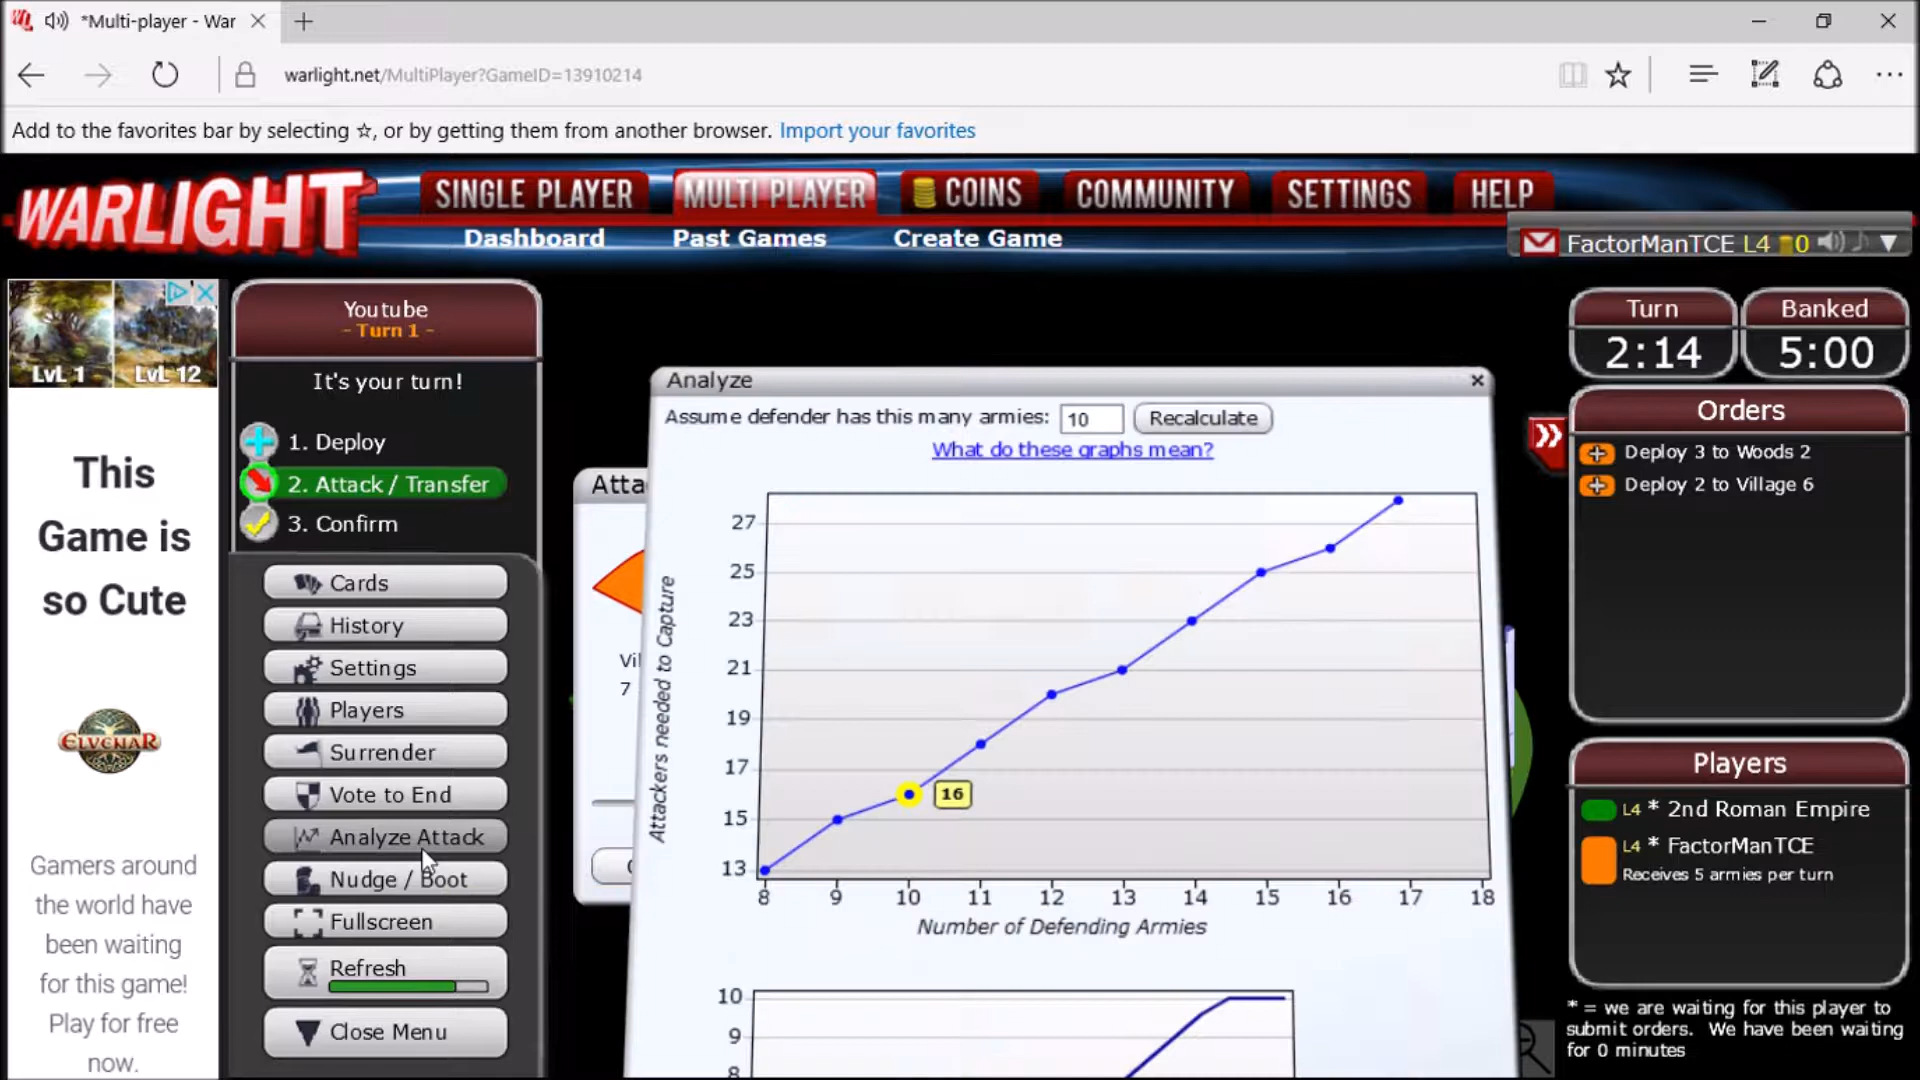 *Multi-player - War
warlight.net/MultiPlayer?GameID=13910214
Add to the favorites bar by selecting ☆, or by getting them from another browser. Import your favorites
WARLIGHT
SINGLE PLAYER
MULTI PLAYER
COINS
COMMUNITY
SETTINGS
HELP
Dashboard
Past Games
Create Game
FactorManTCE L4 0
LVL 1
LVL 12
This
Game is
so Cute
ELVENAR
Gamers around
the world have
been waiting
for this game!
Play for free
now.
Youtube
- Turn 1 -
It's your turn!
1. Deploy
2. Attack / Transfer
3. Confirm
Cards
History
Settings
Players
Surrender
Vote to End
Analyze Attack
Nudge / Boot
Fullscreen
Refresh
Close Menu
Atta
Vil
7
Analyze
Assume defender has this many armies: 10 Recalculate
What do these graphs mean?
Attackers needed to Capture
27
25
23
21
19
17
15
13
16
8 9 10 11 12 13 14 15 16 17 18
Number of Defending Armies
10
9
8
Turn
2:14
Banked
5:00
Orders
Deploy 3 to Woods 2
Deploy 2 to Village 6
Players
L4 * 2nd Roman Empire
L4 * FactorManTCE
Receives 5 armies per turn
* = we are waiting for this player to
submit orders. We have been waiting
for 0 minutes